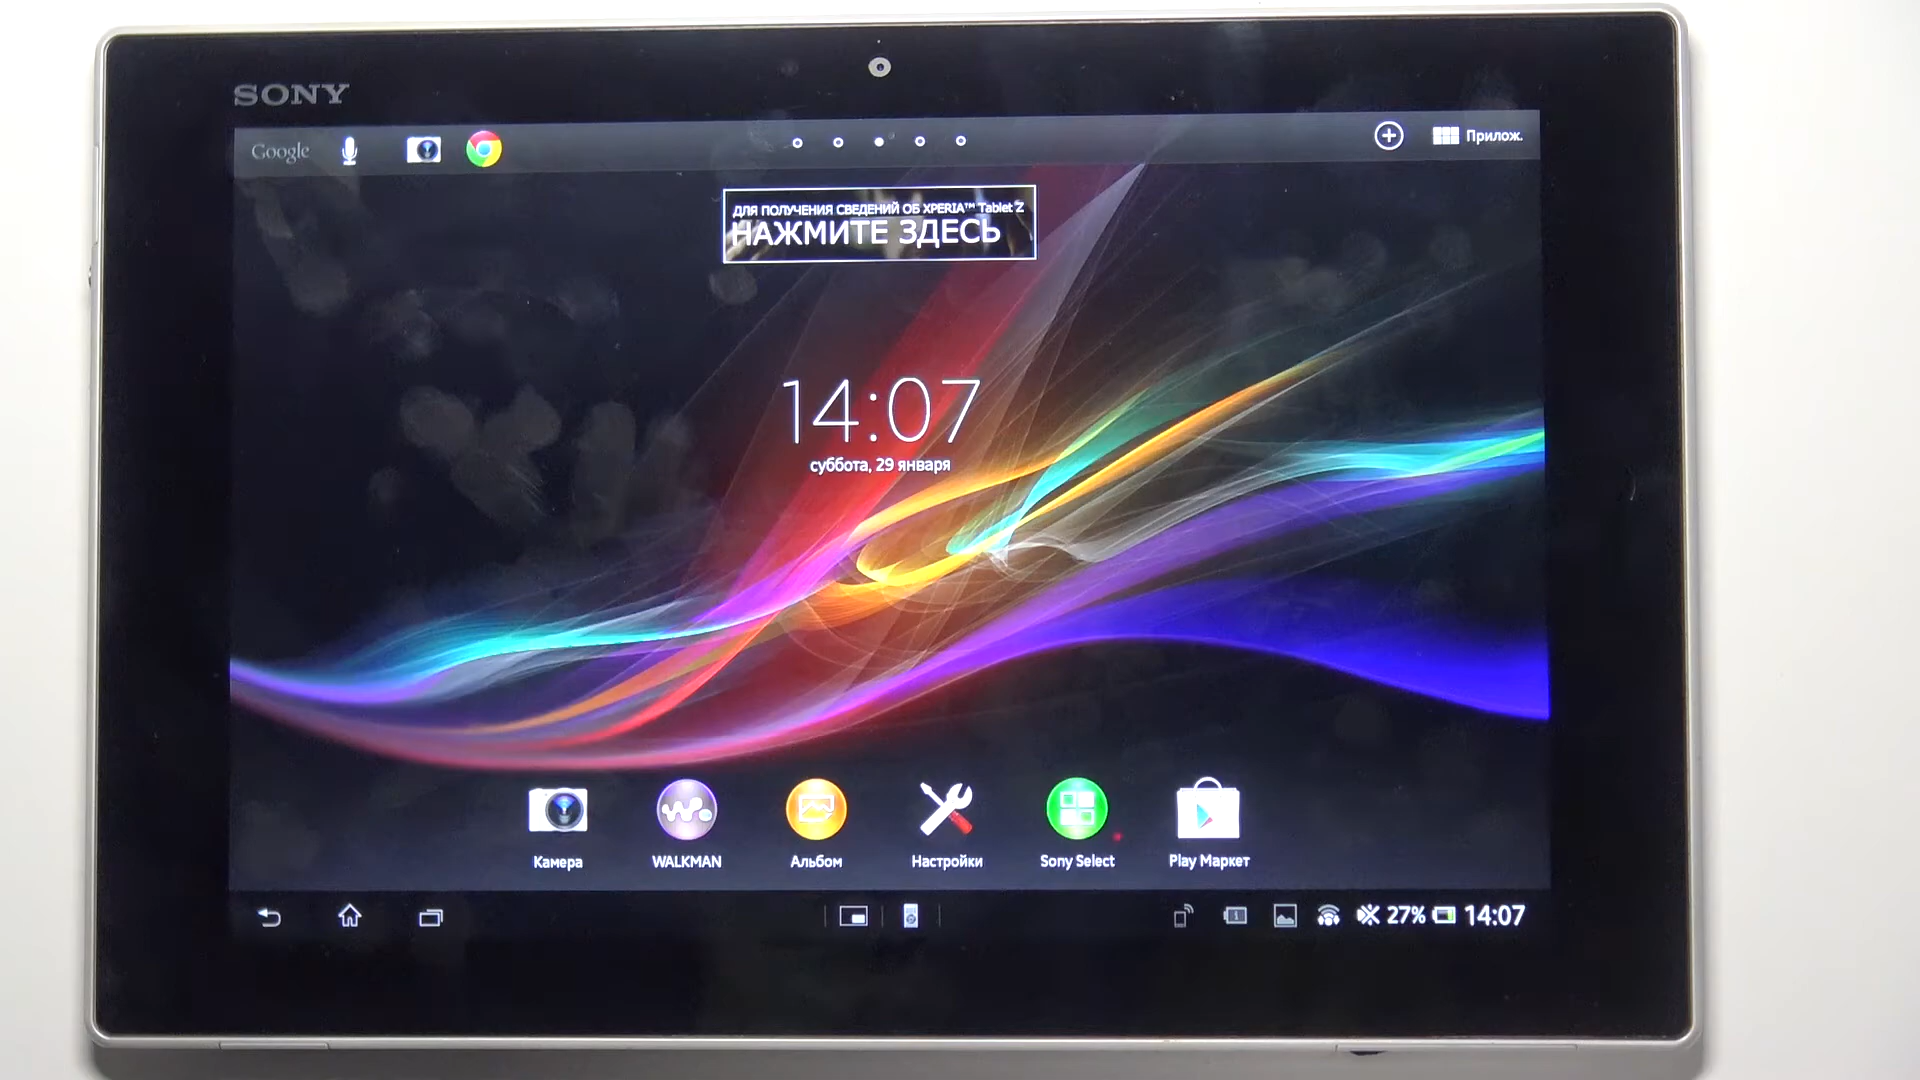 SONY
Google
Прилож.
ДЛЯ ПОЛУЧЕНИЯ СВЕДЕНИЙ ОБ XPERIA™ Tablet Z
НАЖМИТЕ ЗДЕСЬ
14:07
суббота, 29 января
Камера
WALKMAN
Альбом
Настройки
Sony Select
Play Маркет
27%
14:07